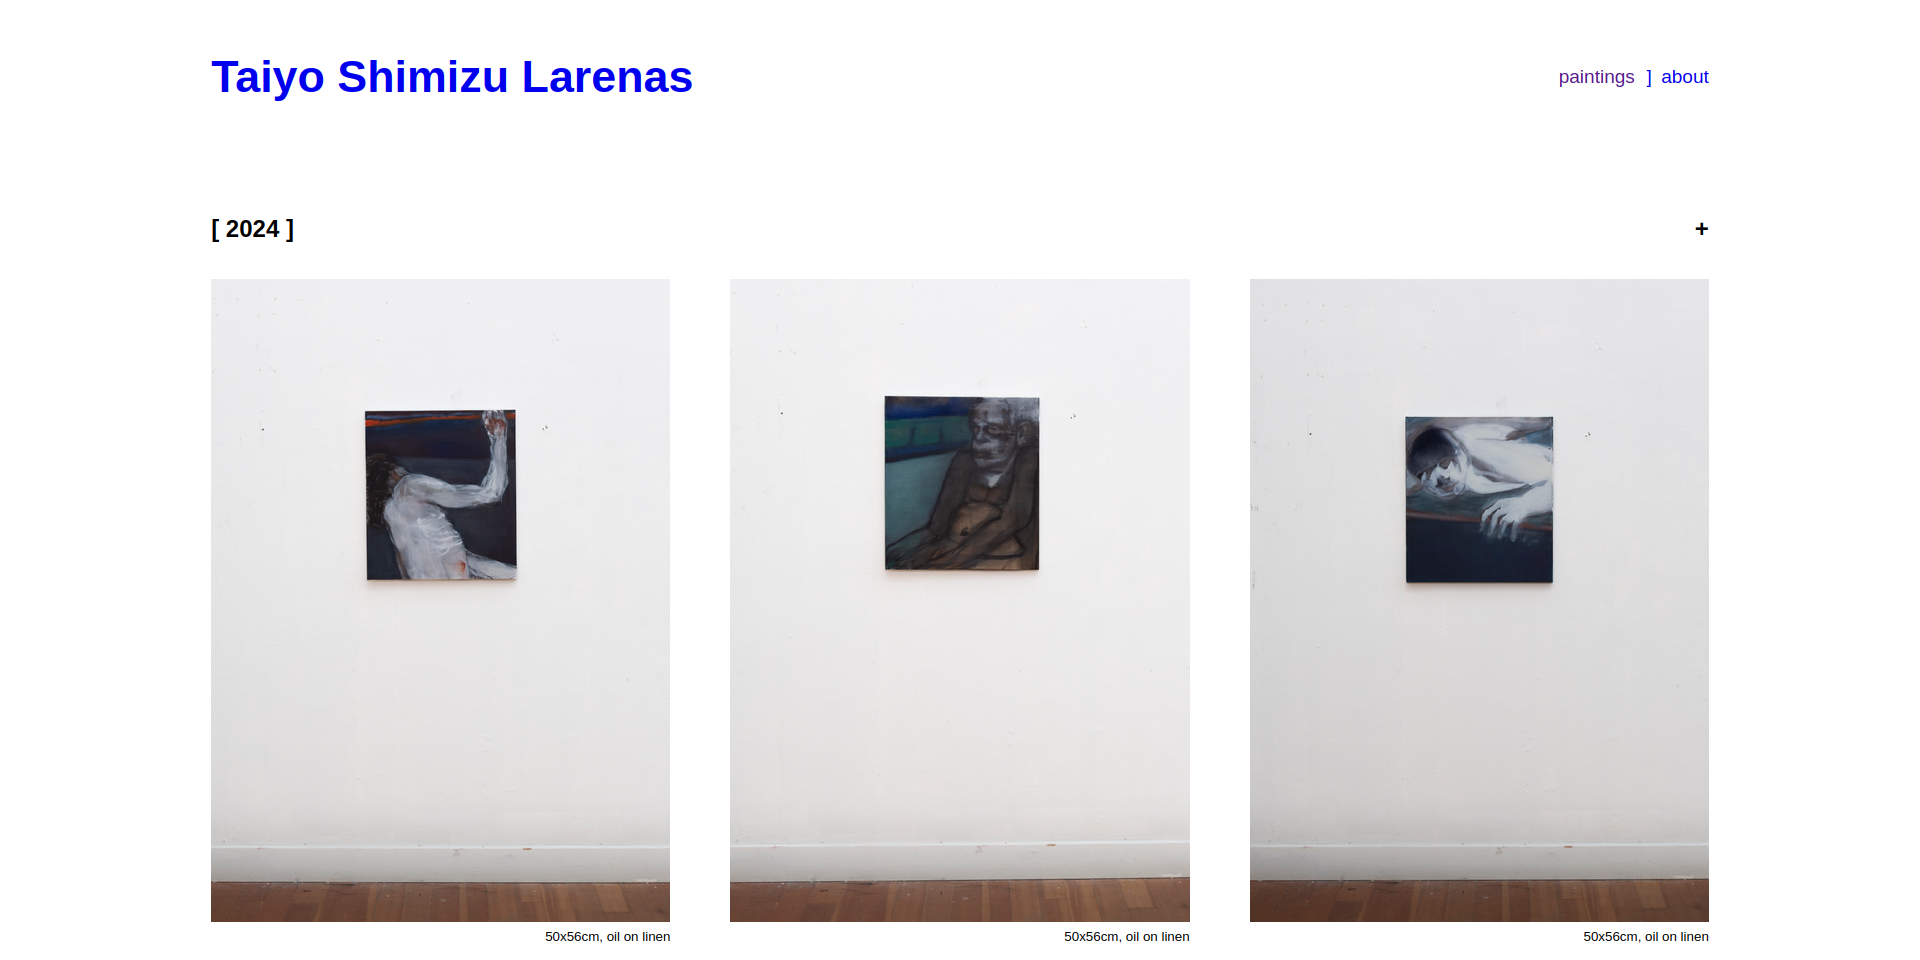 Taiyo Shimizu Larenas
paintings ] about
[ 2024 ] +
50x56cm, oil on linen
50x56cm, oil on linen
50x56cm, oil on linen